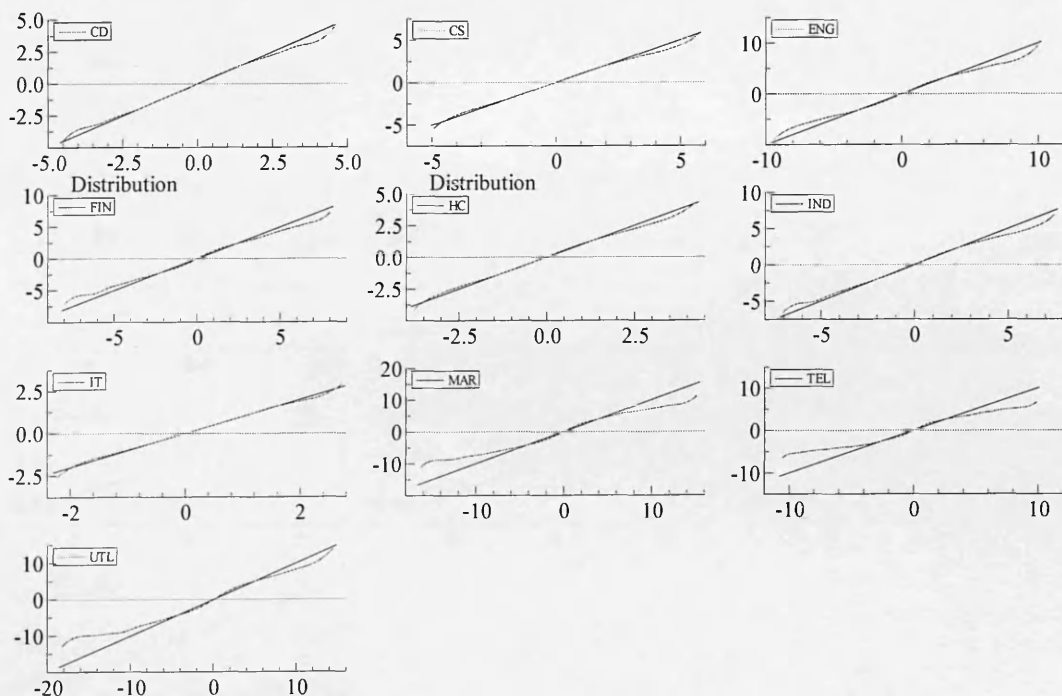 5.0
CD
2.5
0.0
-2.5
-5.0 -2.5 0.0 2.5 5.0
Distribution
CS
5
0
-5
-5 0 5
Distribution
ENG
10
0
-10 0 10
10
FIN
5
0
-5
-5 0 5
5.0
HC
2.5
0.0
-2.5
-2.5 0.0 2.5
10
IND
5
0
-5
-5 0 5
IT
2.5
0.0
-2.5
-2 0 2
20
MAR
10
0
-10
-10 0 10
TEL
10
0
-10
-10 0 10
UTL
10
0
-10
-20 -10 0 10